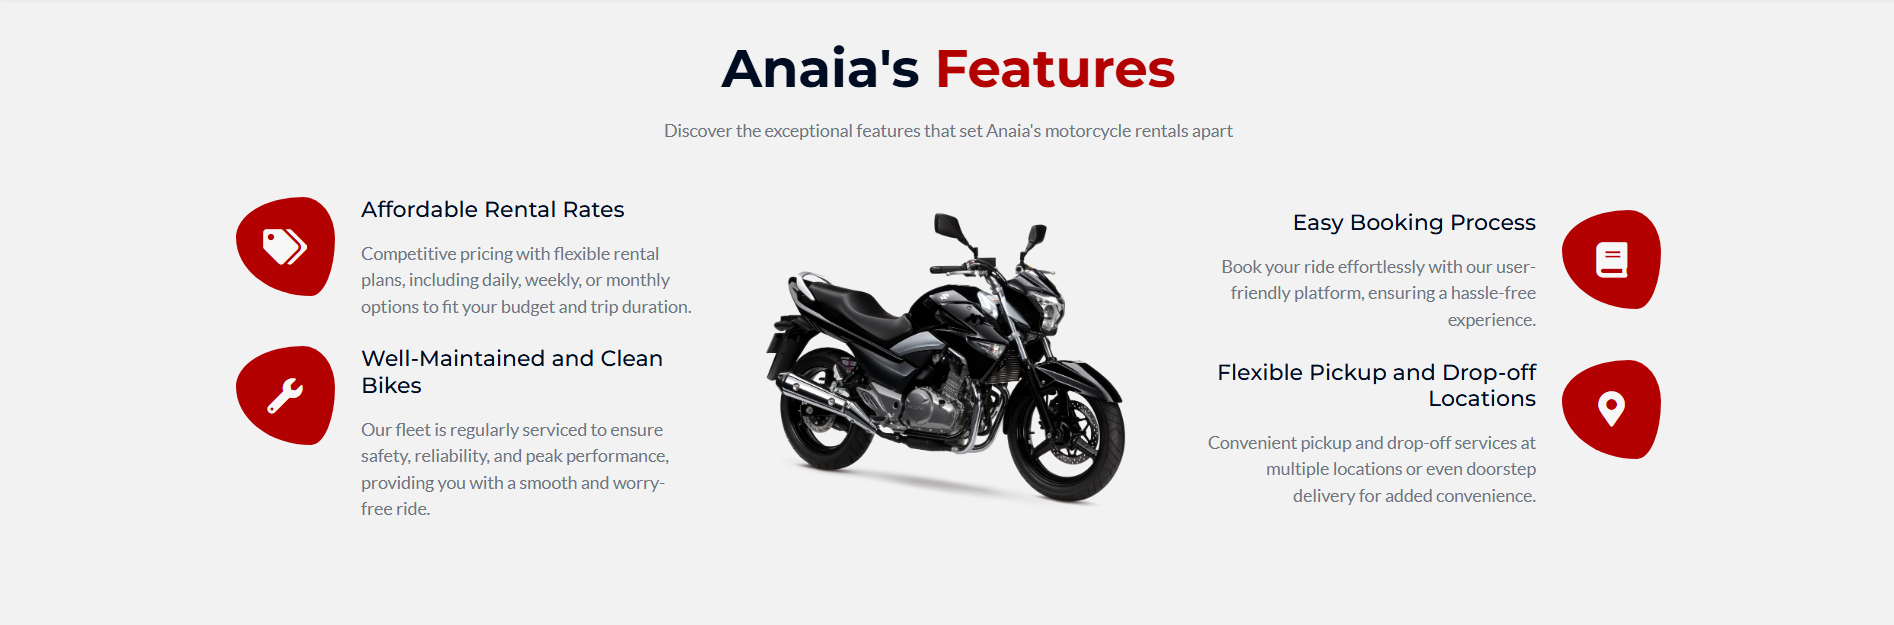 Anaia's Features
Discover the exceptional features that set Anaia's motorcycle rentals apart
Affordable Rental Rates
Competitive pricing with flexible rental
plans, including daily, weekly, or monthly
options to fit your budget and trip duration.
Well-Maintained and Clean
Bikes
Our fleet is regularly serviced to ensure
safety, reliability, and peak performance,
providing you with a smooth and worry-
free ride.
Easy Booking Process
Book your ride effortlessly with our user-
friendly platform, ensuring a hassle-free
experience.
Flexible Pickup and Drop-off
Locations
Convenient pickup and drop-off services at
multiple locations or even doorstep
delivery for added convenience.